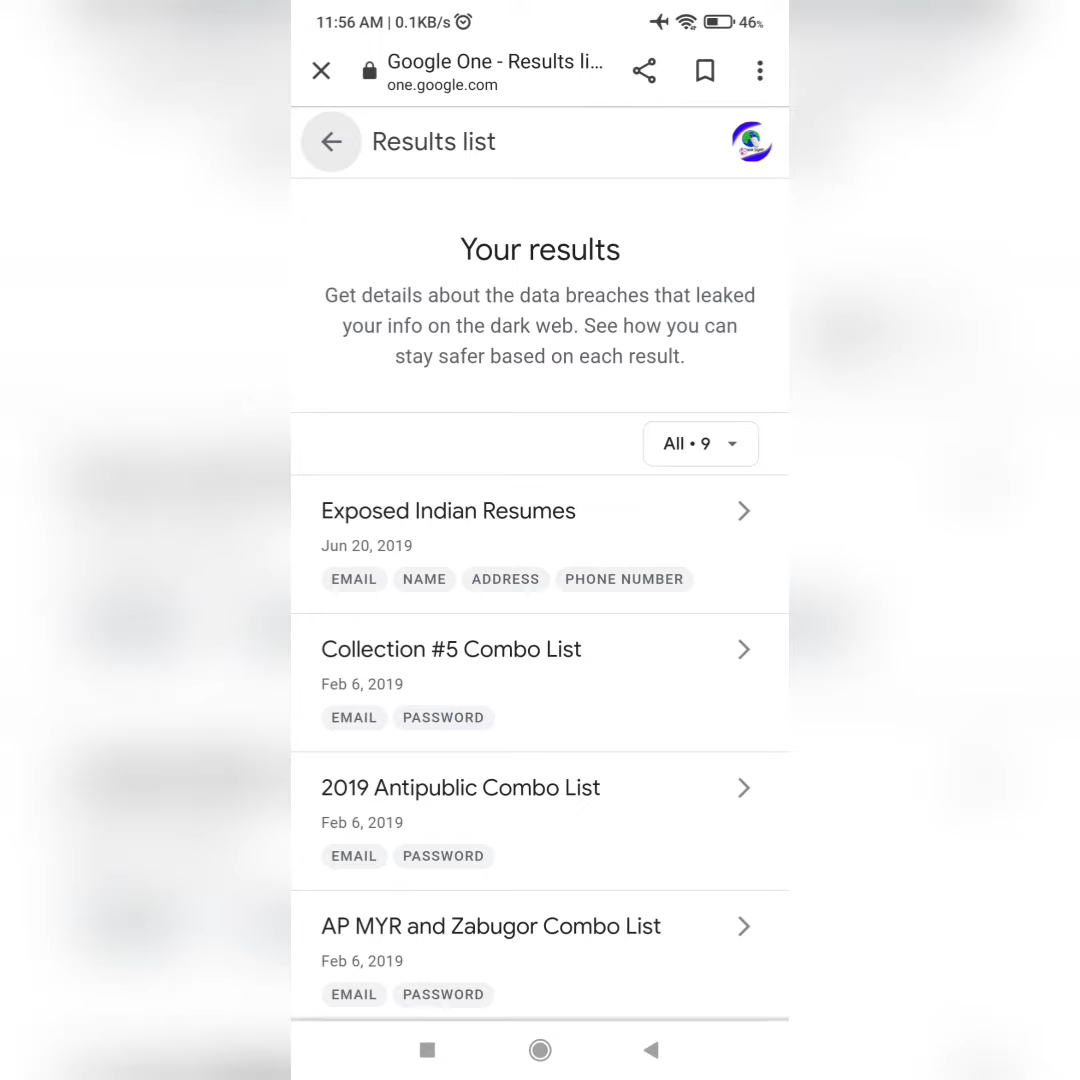 11:56 AM | 0.1KB/s 46%
Google One - Results li...
one.google.com
Results list
Your results
Get details about the data breaches that leaked
your info on the dark web. See how you can
stay safer based on each result.
All • 9
Exposed Indian Resumes
Jun 20, 2019
EMAIL NAME ADDRESS PHONE NUMBER
Collection #5 Combo List
Feb 6, 2019
EMAIL PASSWORD
2019 Antipublic Combo List
Feb 6, 2019
EMAIL PASSWORD
AP MYR and Zabugor Combo List
Feb 6, 2019
EMAIL PASSWORD